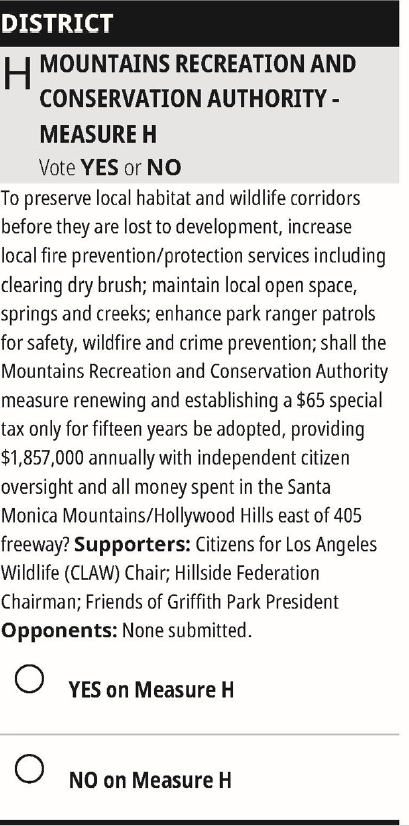 DISTRICT
H MOUNTAINS RECREATION AND
CONSERVATION AUTHORITY -
MEASURE H
Vote YES or NO
To preserve local habitat and wildlife corridors
before they are lost to development, increase
local fire prevention/protection services including
clearing dry brush; maintain local open space,
springs and creeks; enhance park ranger patrols
for safety, wildfire and crime prevention; shall the
Mountains Recreation and Conservation Authority
measure renewing and establishing a $65 special
tax only for fifteen years be adopted, providing
$1,857,000 annually with independent citizen
oversight and all money spent in the Santa
Monica Mountains/Hollywood Hills east of 405
freeway? Supporters: Citizens for Los Angeles
Wildlife (CLAW) Chair; Hillside Federation
Chairman; Friends of Griffith Park President
Opponents: None submitted.
YES on Measure H
NO on Measure H